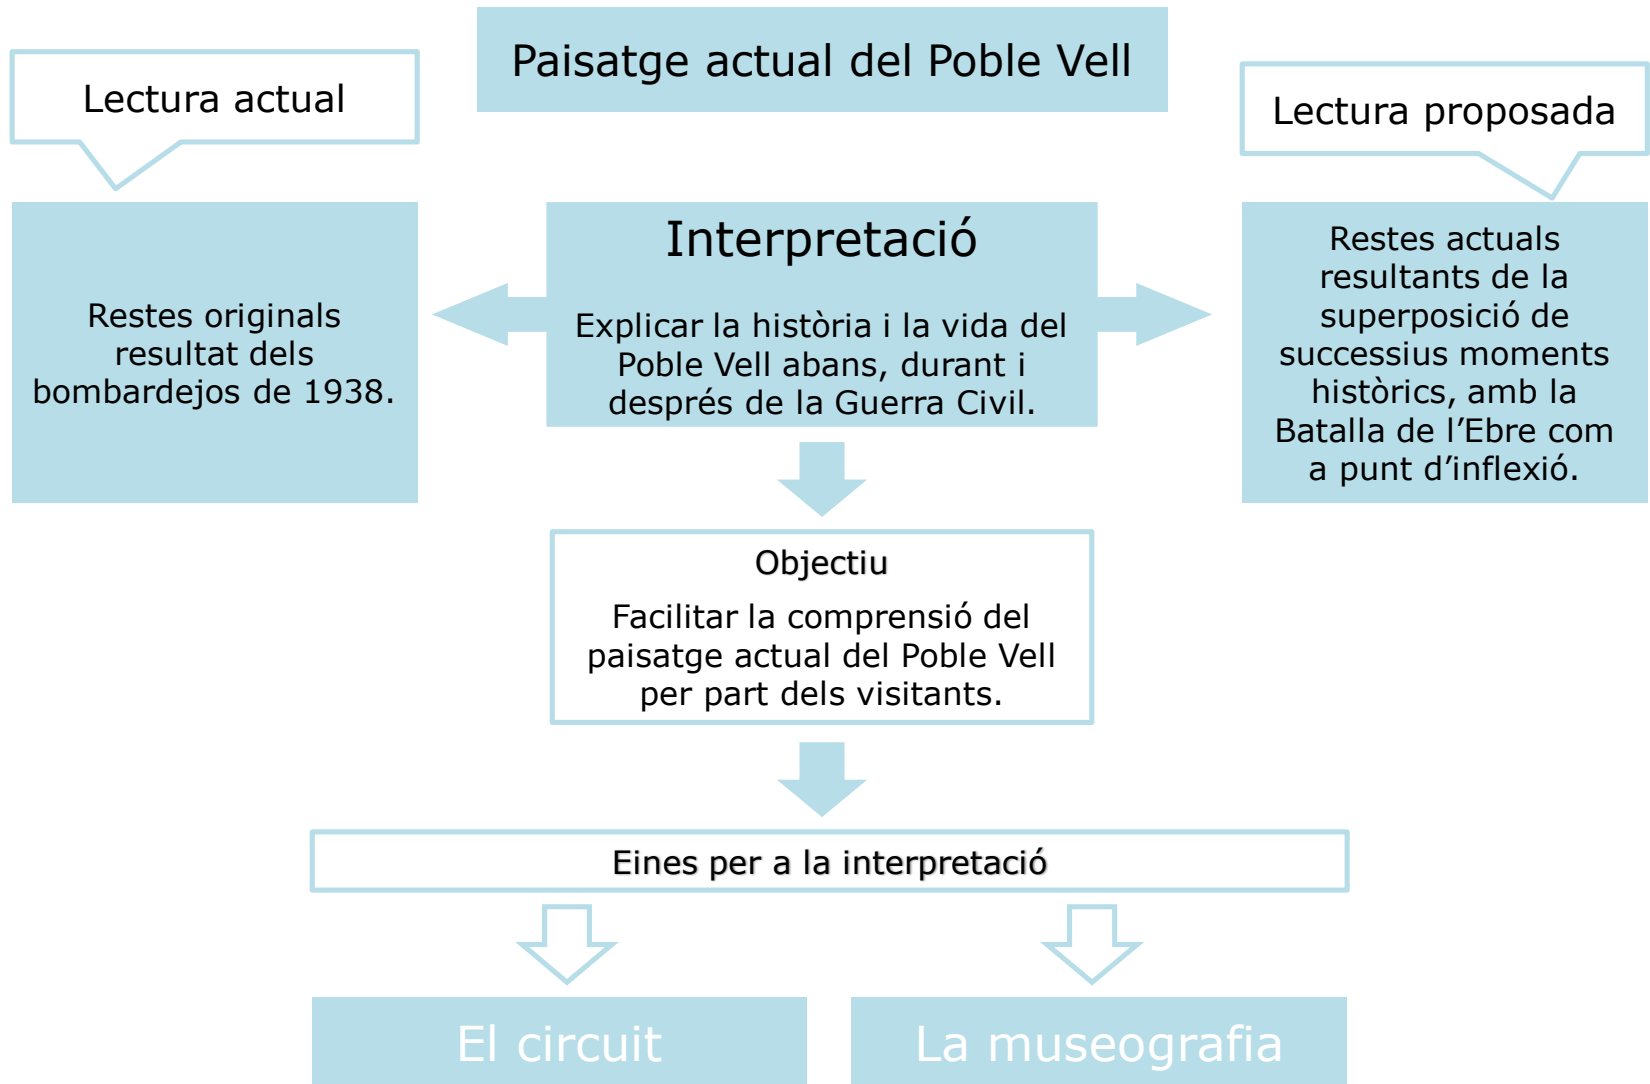 Paisatge actual del Poble Vell
Lectura actual
Lectura proposada
Restes originals
resultat dels
bombardejos de 1938.
Interpretació
Explicar la història i la vida del
Poble Vell abans, durant i
després de la Guerra Civil.
Restes actuals
resultants de la
superposició de
successius moments
històrics, amb la
Batalla de l’Ebre com
a punt d’inflexió.
Objectiu
Facilitar la comprensió del
paisatge actual del Poble Vell
per part dels visitants.
Eines per a la interpretació
El circuit
La museografia